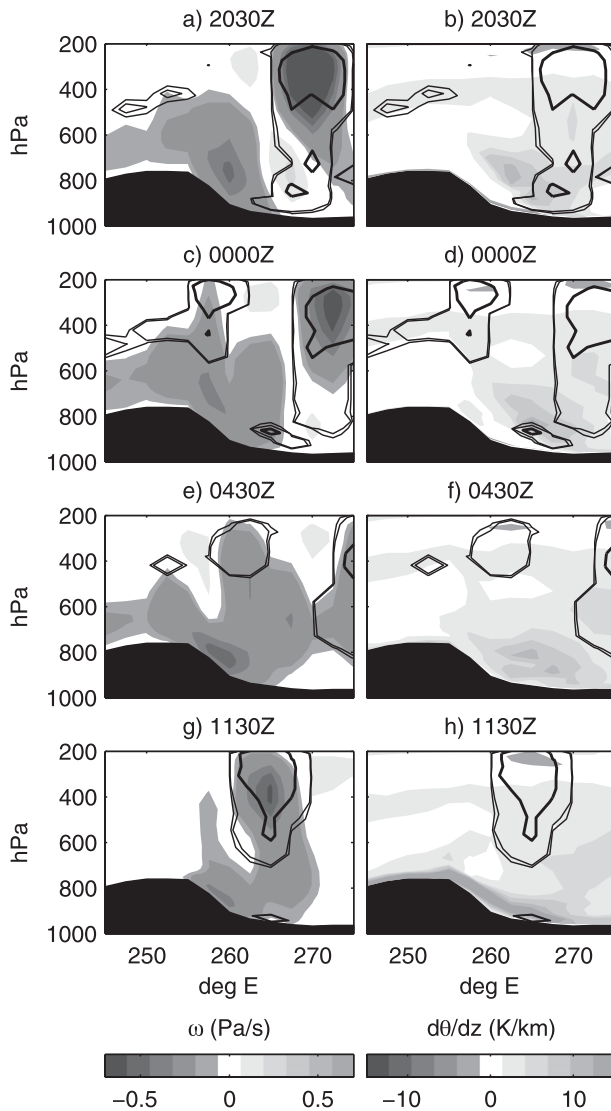 a) 2030Z
b) 2030Z
200
400
600
800
1000
hPa
c) 0000Z
d) 0000Z
200
400
600
800
1000
hPa
e) 0430Z
f) 0430Z
200
400
600
800
1000
hPa
g) 1130Z
h) 1130Z
200
400
600
800
1000
hPa
250 260 270
250 260 270
deg E
deg E
ω (Pa/s)
dθ/dz (K/km)
−0.5 0 0.5
−10 0 10